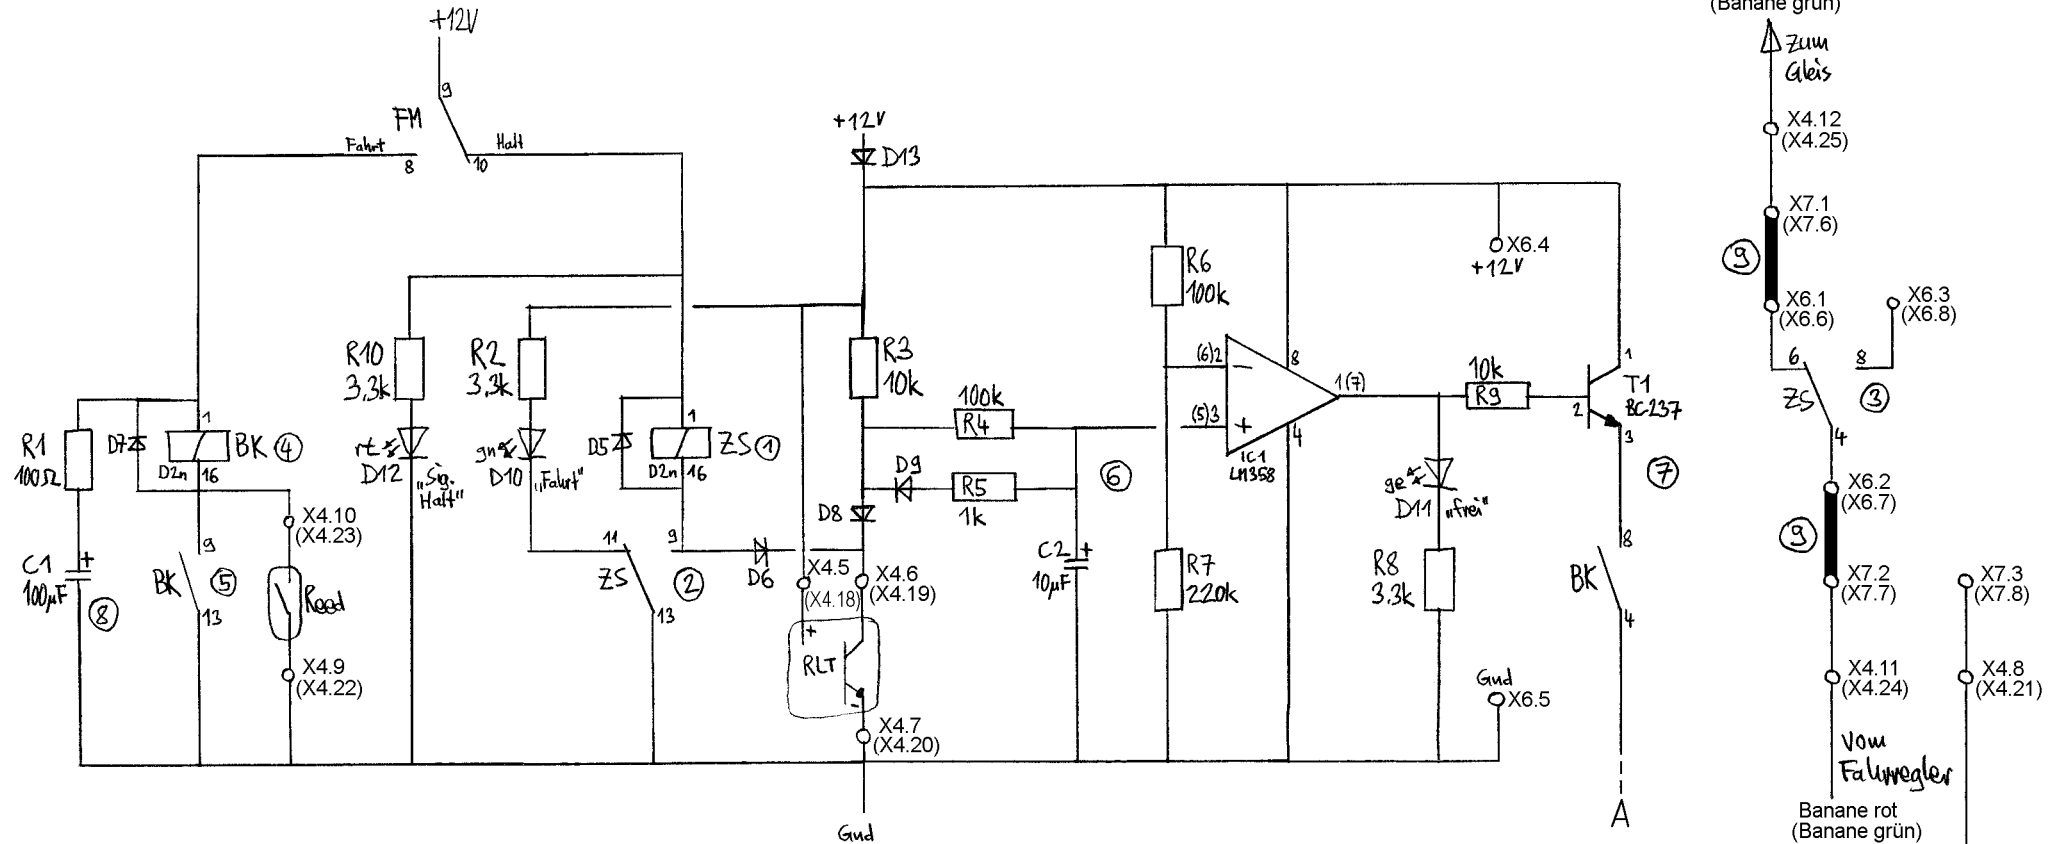 +12V
9
FM
Fahrt
8
10
Halt
+12V
D13
R10
3,3k
R2
3,3k
R3
10k
R6
100k
X6.4
+12V
100k
R4
(6)2
−
(5)3
+
8
4
1(7)
IC1
LM358
10k
R9
1
2
3
T1
BC237
R1
100Ω
D7
1
BK
4
D2n
16
rt
D12
"Sig.
Halt"
gn
D10
"Fahrt"
D5
1
ZS
1
D2n
16
D9
R5
1k
6
D8
ge
D11
"frei"
7
X4.10
(X4.23)
C1
100µF
+
8
9
BK
5
13
Reed
X4.9
(X4.22)
11
ZS
9
2
13
D6
X4.5
(X4.18)
X4.6
(X4.19)
+
RLT
−
X4.7
(X4.20)
C2
10µF
+
R7
220k
R8
3.3k
8
BK
4
Gnd
X6.5
Gnd
A
(Banane grün)
Zum
Gleis
X4.12
(X4.25)
X7.1
(X7.6)
9
X6.1
(X6.6)
X6.3
(X6.8)
6
8
ZS
3
4
X6.2
(X6.7)
9
X7.2
(X7.7)
X7.3
(X7.8)
X4.11
(X4.24)
X4.8
(X4.21)
Vom
Fahrregler
Banane rot
(Banane grün)